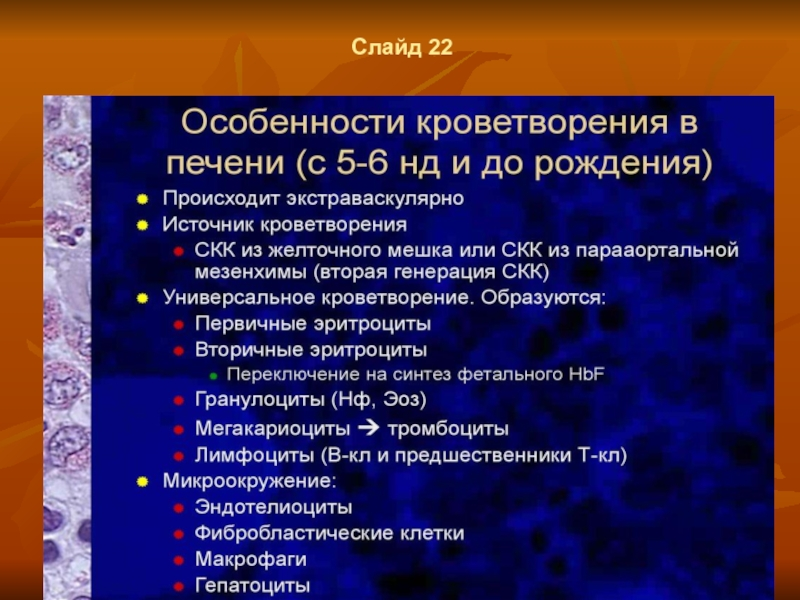 Слайд 22
Особенности кроветворения в
печени (с 5-6 нд и до рождения)
Происходит экстраваскулярно
Источник кроветворения
СКК из желточного мешка или СКК из парааортальной
мезенхимы (вторая генерация СКК)
Универсальное кроветворение. Образуются:
Первичные эритроциты
Вторичные эритроциты
Переключение на синтез фетального HbF
Гранулоциты (Нф, Эоз)
Мегакариоциты → тромбоциты
Лимфоциты (В-кл и предшественники Т-кл)
Микроокружение:
Эндотелиоциты
Фибробластические клетки
Макрофаги
Гепатоциты